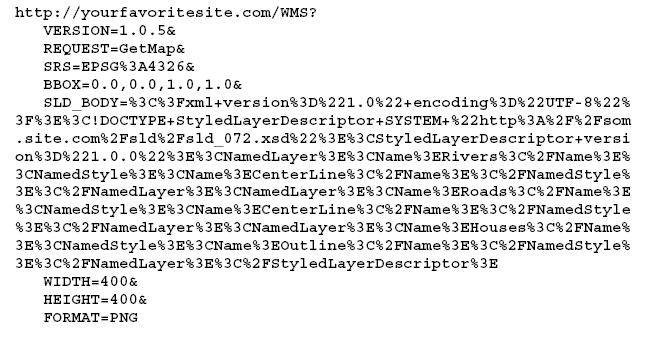 http://yourfavoritesite.com/WMS?
VERSION=1.0.5&
REQUEST=GetMap&
SRS=EPSG%3A4326&
BBOX=0.0,0.0,1.0,1.0&
SLD_BODY=%3C%3Fxml+version%3D%221.0%22+encoding%3D%22UTF-8%22%
3F%3E%3C!DOCTYPE+StyledLayerDescriptor+SYSTEM+%22http%3A%2F%2Fsom
.site.com%2Fsld%2Fsld_072.xsd%22%3E%3CStyledLayerDescriptor+versi
on%3D%221.0.0%22%3E%3CNamedLayer%3E%3CName%3ERivers%3C%2FName%3E%
3CNamedStyle%3E%3CName%3ECenterLine%3C%2FName%3E%3C%2FNamedStyle%
3E%3C%2FNamedLayer%3E%3CNamedLayer%3E%3CName%3ERoads%3C%2FName%3E
%3CNamedStyle%3E%3CName%3ECenterLine%3C%2FName%3E%3C%2FNamedStyle
%3E%3C%2FNamedLayer%3E%3CNamedLayer%3E%3CName%3EHouses%3C%2FName%
3E%3CNamedStyle%3E%3CName%3EOutline%3C%2FName%3E%3C%2FNamedStyle%
3E%3C%2FNamedLayer%3E%3C%2FStyledLayerDescriptor%3E
WIDTH=400&
HEIGHT=400&
FORMAT=PNG